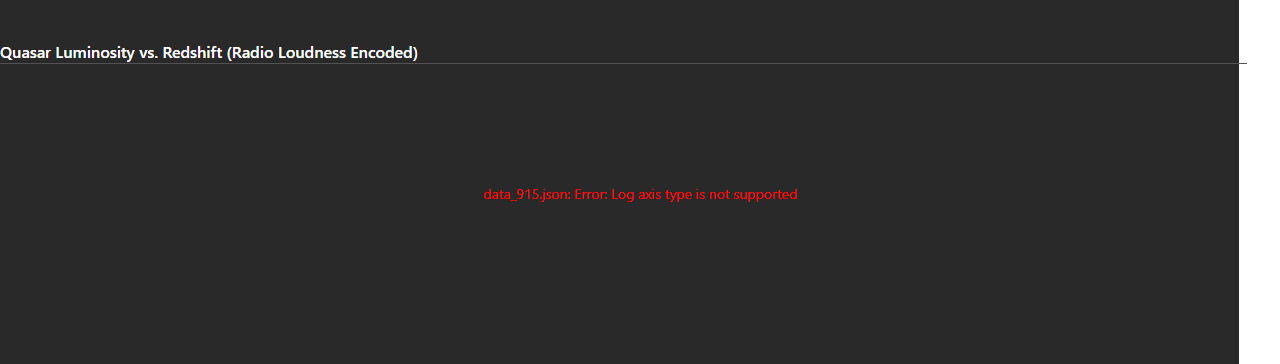 Quasar Luminosity vs. Redshift (Radio Loudness Encoded)
data_915.json: Error: Log axis type is not supported